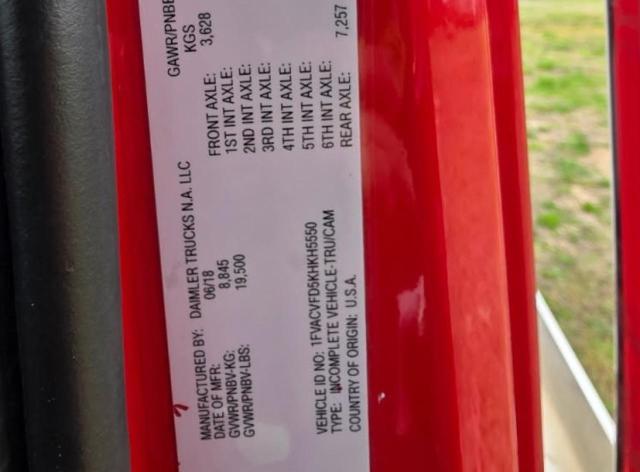 GAWR/PNBE
KGS
FRONT AXLE: 3,628
1ST INT AXLE:
2ND INT AXLE:
3RD INT AXLE:
4TH INT AXLE:
5TH INT AXLE:
6TH INT AXLE:
REAR AXLE: 7,257
MANUFACTURED BY: DAIMLER TRUCKS N.A. LLC
DATE OF MFR: 06/18
GVWR/PNBV-KG: 8,845
GVWR/PNBV-LBS: 19,500
VEHICLE ID NO: 1FVACVFD5KHKH5550
TYPE: INCOMPLETE VEHICLE-TRU/CAM
COUNTRY OF ORIGIN: U.S.A.